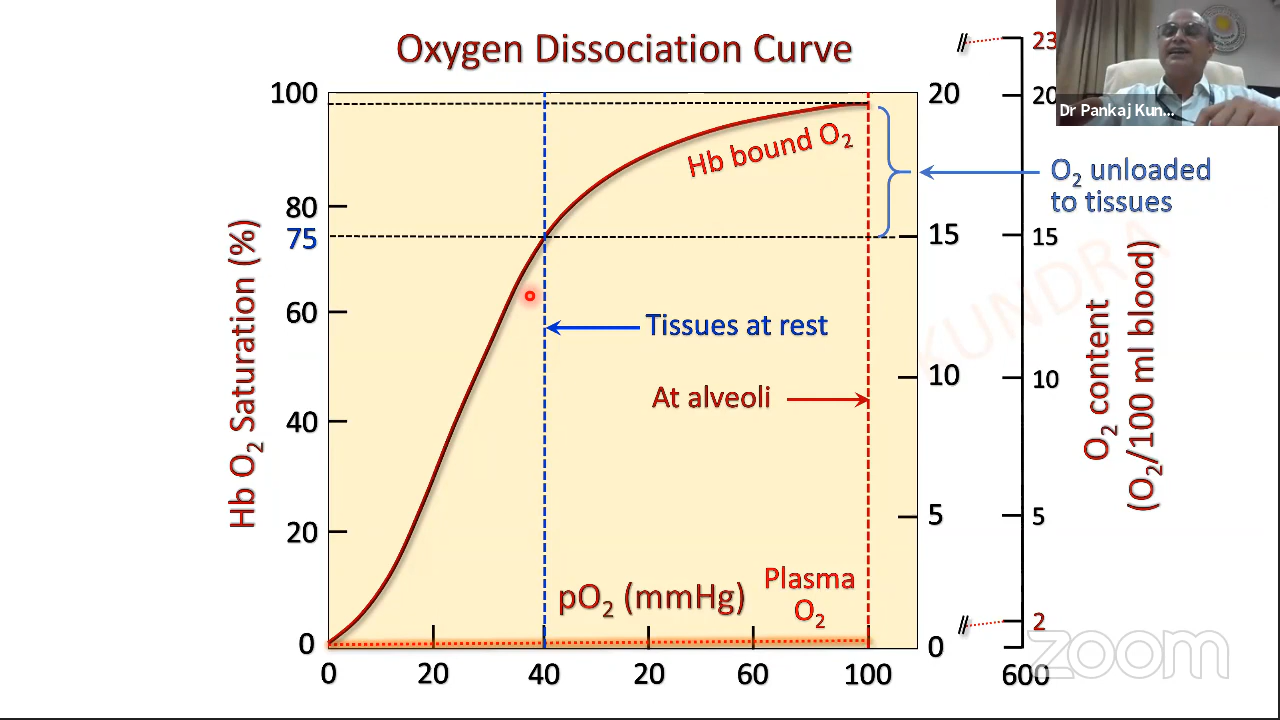 Oxygen Dissociation Curve
23
Dr Pankaj Kun...
100
80
75
60
40
20
0
Hb O2 Saturation (%)
Hb bound O2
Tissues at rest
At alveoli
pO2 (mmHg)
Plasma
O2
0 20 40 20 60 100 600
20
15
10
5
0
20
15
10
5
2
O2 unloaded
to tissues
O2 content
(O2/100 ml blood)
KUNDRA
zoom